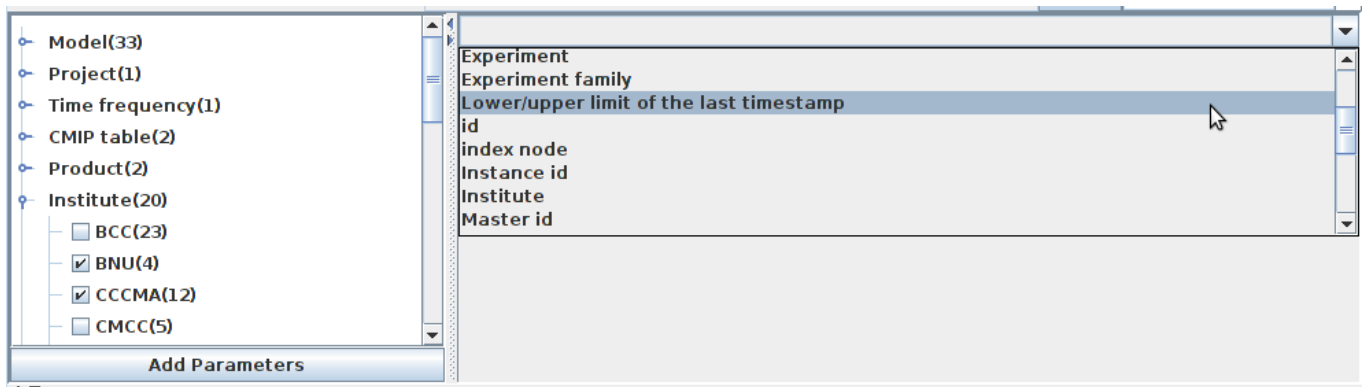 Model(33)
Project(1)
Time frequency(1)
CMIP table(2)
Product(2)
Institute(20)
BCC(23)
BNU(4)
CCCMA(12)
CMCC(5)
Add Parameters
Experiment
Experiment family
Lower/upper limit of the last timestamp
id
index node
Instance id
Institute
Master id